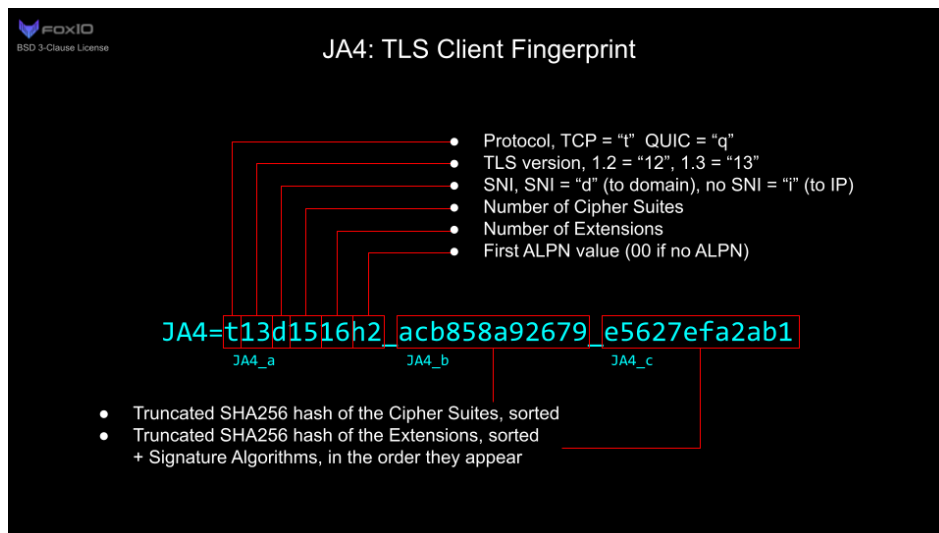 FOXIO
BSD 3-Clause License
JA4: TLS Client Fingerprint
● Protocol, TCP = “t” QUIC = “q”
● TLS version, 1.2 = “12”, 1.3 = “13”
● SNI, SNI = “d” (to domain), no SNI = “i” (to IP)
● Number of Cipher Suites
● Number of Extensions
● First ALPN value (00 if no ALPN)
JA4=t13d1516h2_acb858a92679_e5627efa2ab1
JA4_a JA4_b JA4_c
● Truncated SHA256 hash of the Cipher Suites, sorted
● Truncated SHA256 hash of the Extensions, sorted
+ Signature Algorithms, in the order they appear